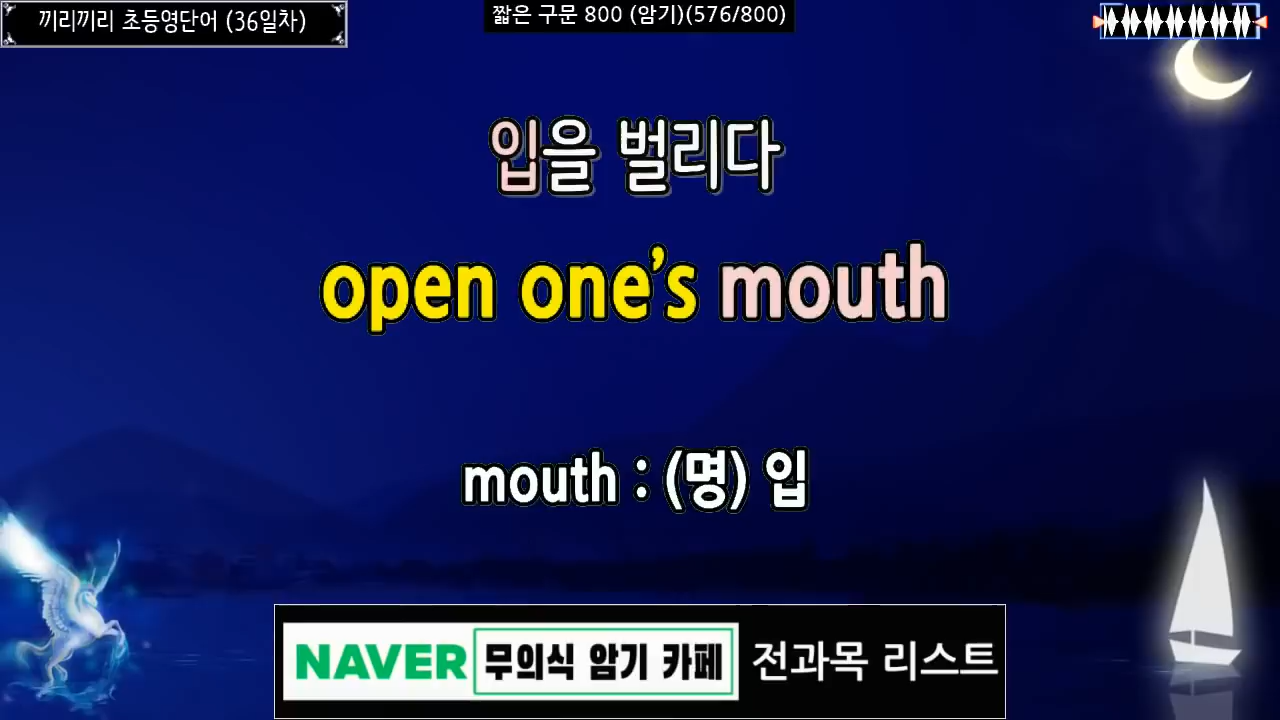 끼리끼리 초등영단어 (36일차)
짧은 구문 800 (암기)(576/800)
입을 벌리다
open one’s mouth
mouth : (명) 입
NAVER 무의식 암기 카페 전과목 리스트